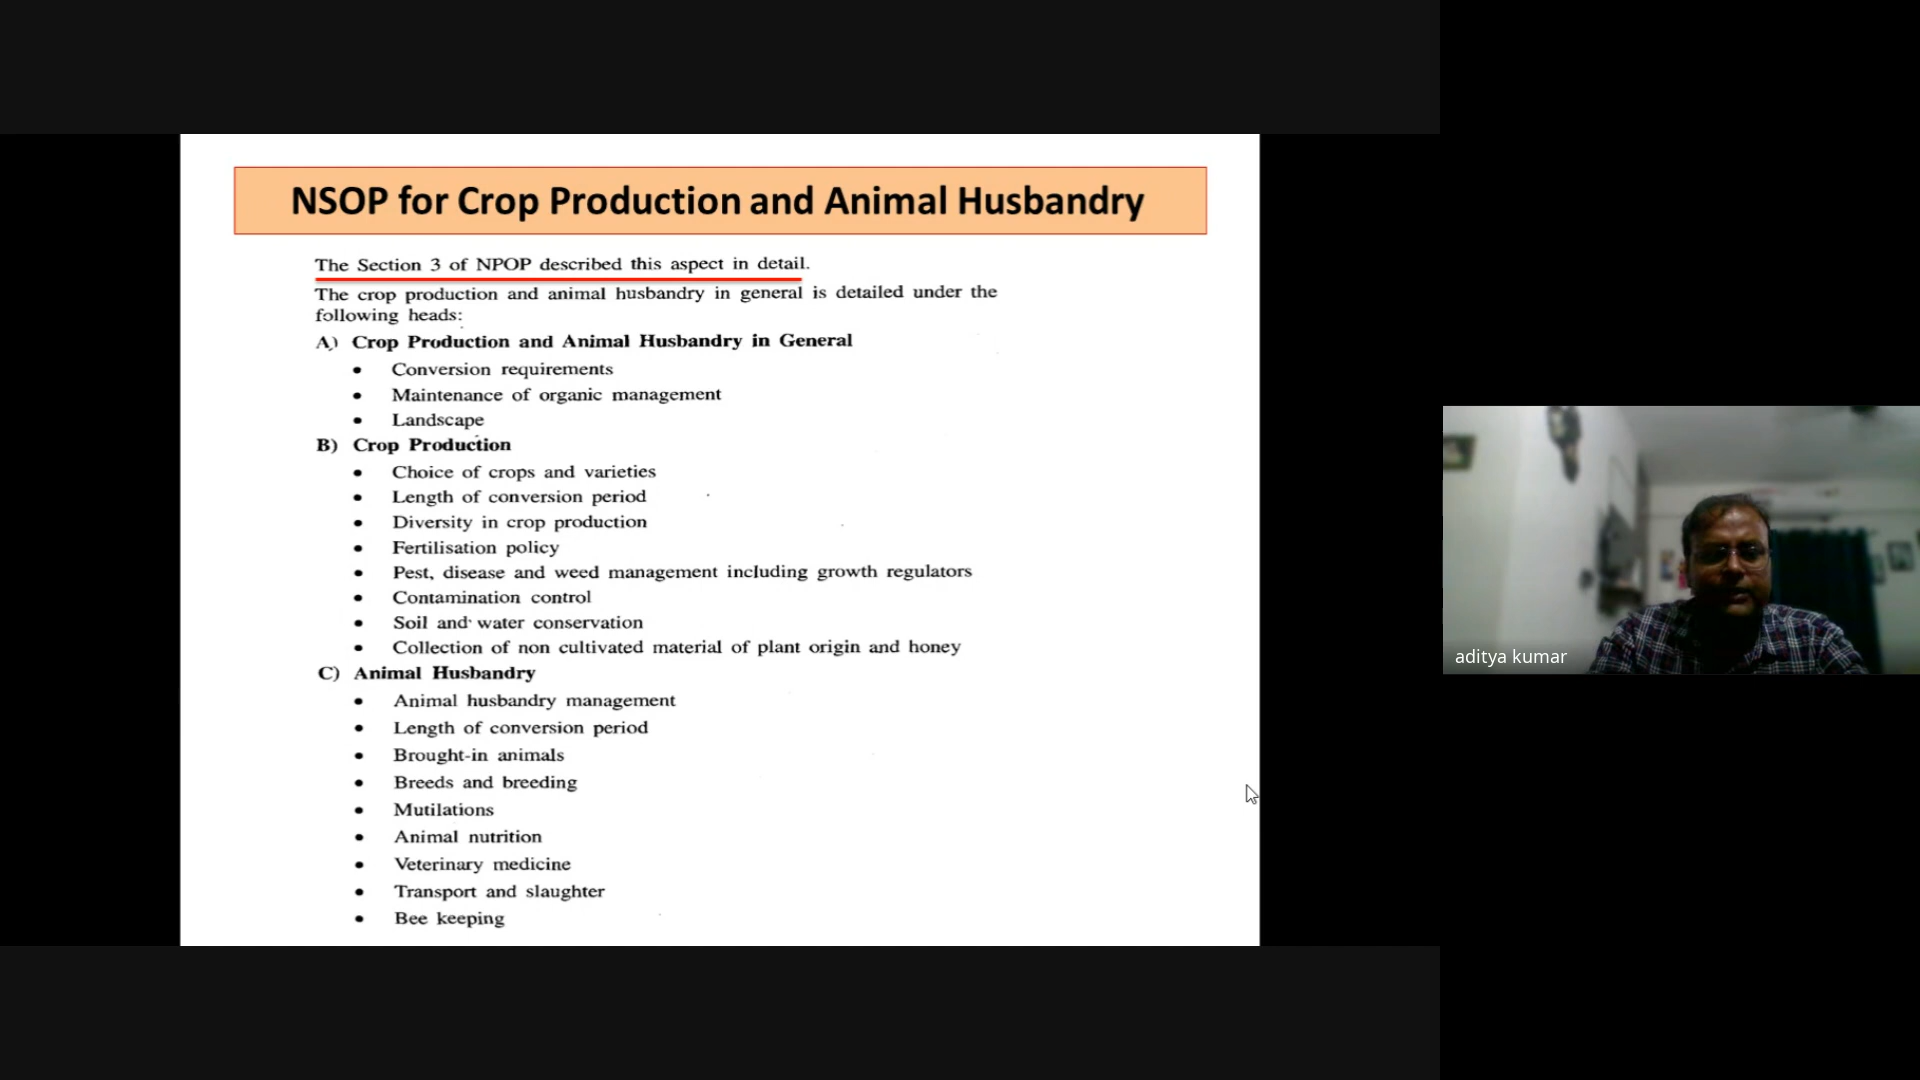 NSOP for Crop Production and Animal Husbandry
The Section 3 of NPOP described this aspect in detail.
The crop production and animal husbandry in general is detailed under the
following heads:
A) Crop Production and Animal Husbandry in General
• Conversion requirements
• Maintenance of organic management
• Landscape
B) Crop Production
• Choice of crops and varieties
• Length of conversion period
• Diversity in crop production
• Fertilisation policy
• Pest, disease and weed management including growth regulators
• Contamination control
• Soil and water conservation
• Collection of non cultivated material of plant origin and honey
C) Animal Husbandry
• Animal husbandry management
• Length of conversion period
• Brought-in animals
• Breeds and breeding
• Mutilations
• Animal nutrition
• Veterinary medicine
• Transport and slaughter
• Bee keeping
aditya kumar